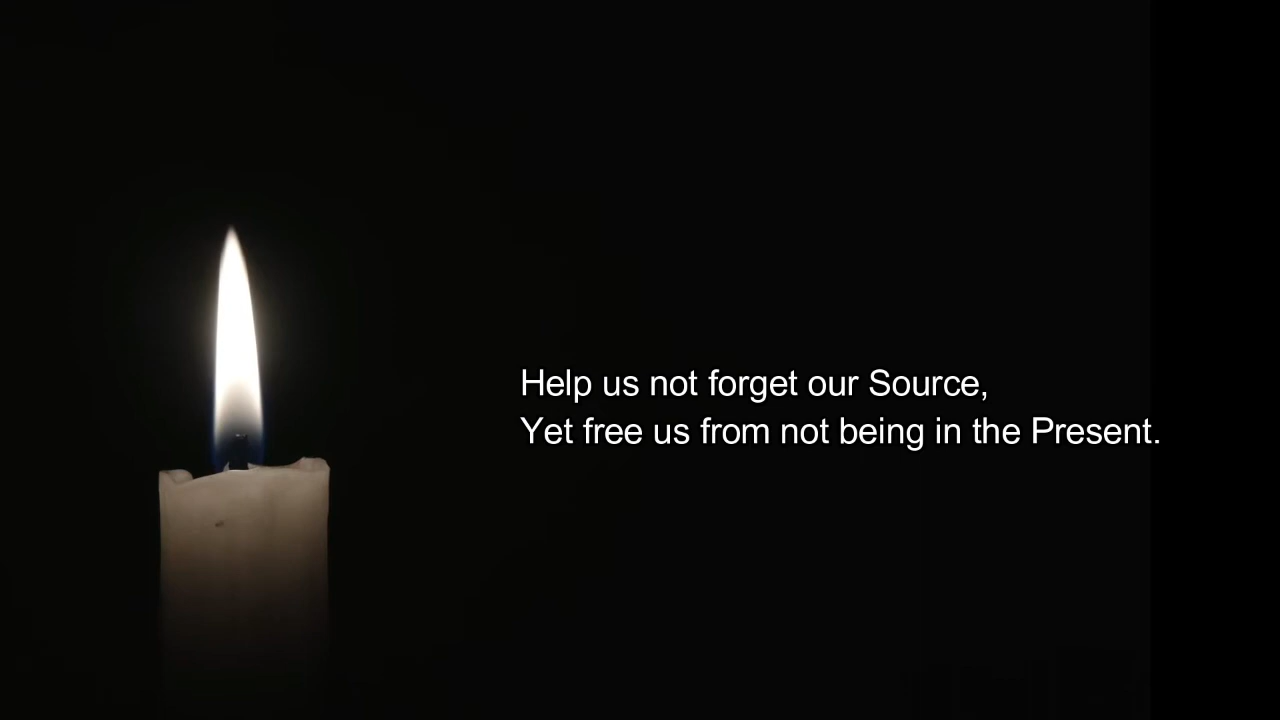 Help us not forget our Source,
Yet free us from not being in the Present.